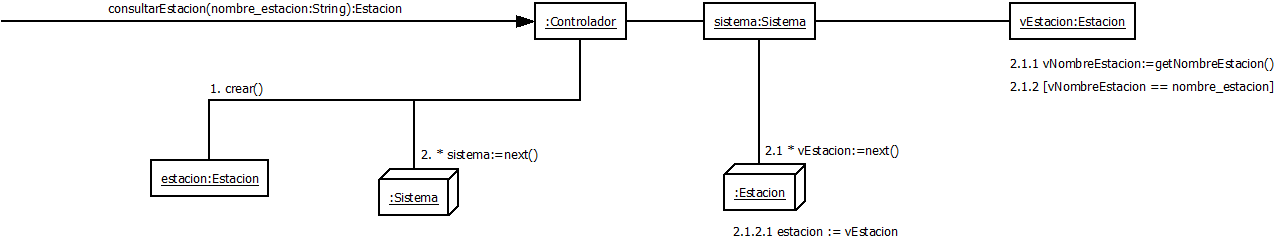 consultarEstacion(nombre_estacion:String):Estacion
:Controlador
sistema:Sistema
vEstacion:Estacion
2.1.1 vNombreEstacion:=getNombreEstacion()
2.1.2 [vNombreEstacion == nombre_estacion]
1. crear()
2. * sistema:=next()
2.1 * vEstacion:=next()
estacion:Estacion
:Sistema
:Estacion
2.1.2.1 estacion := vEstacion